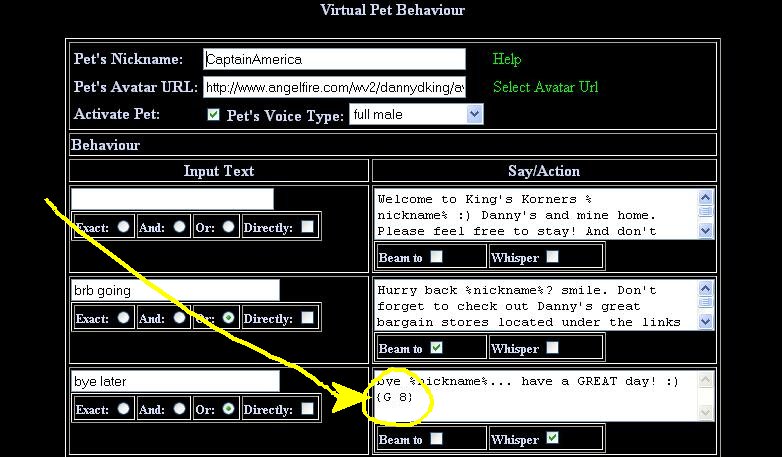 Virtual Pet Behaviour
Pet's Nickname: CaptainAmerica Help
Pet's Avatar URL: http://www.angelfire.com/wv2/dannydking/av Select Avatar Url
Activate Pet: Pet's Voice Type: full male
Behaviour
Input Text Say/Action
Welcome to King's Korners %
nickname% :) Danny's and mine home.
Please feel free to stay! And don't
Exact: And: Or: Directly:
Beam to Whisper
brb going
Hurry back %nickname%? smile. Don't
forget to check out Danny's great
bargain stores located under the links
Exact: And: Or: Directly:
Beam to Whisper
bye later
bye %nickname%... have a GREAT day! :)
{G 8}
Exact: And: Or: Directly:
Beam to Whisper